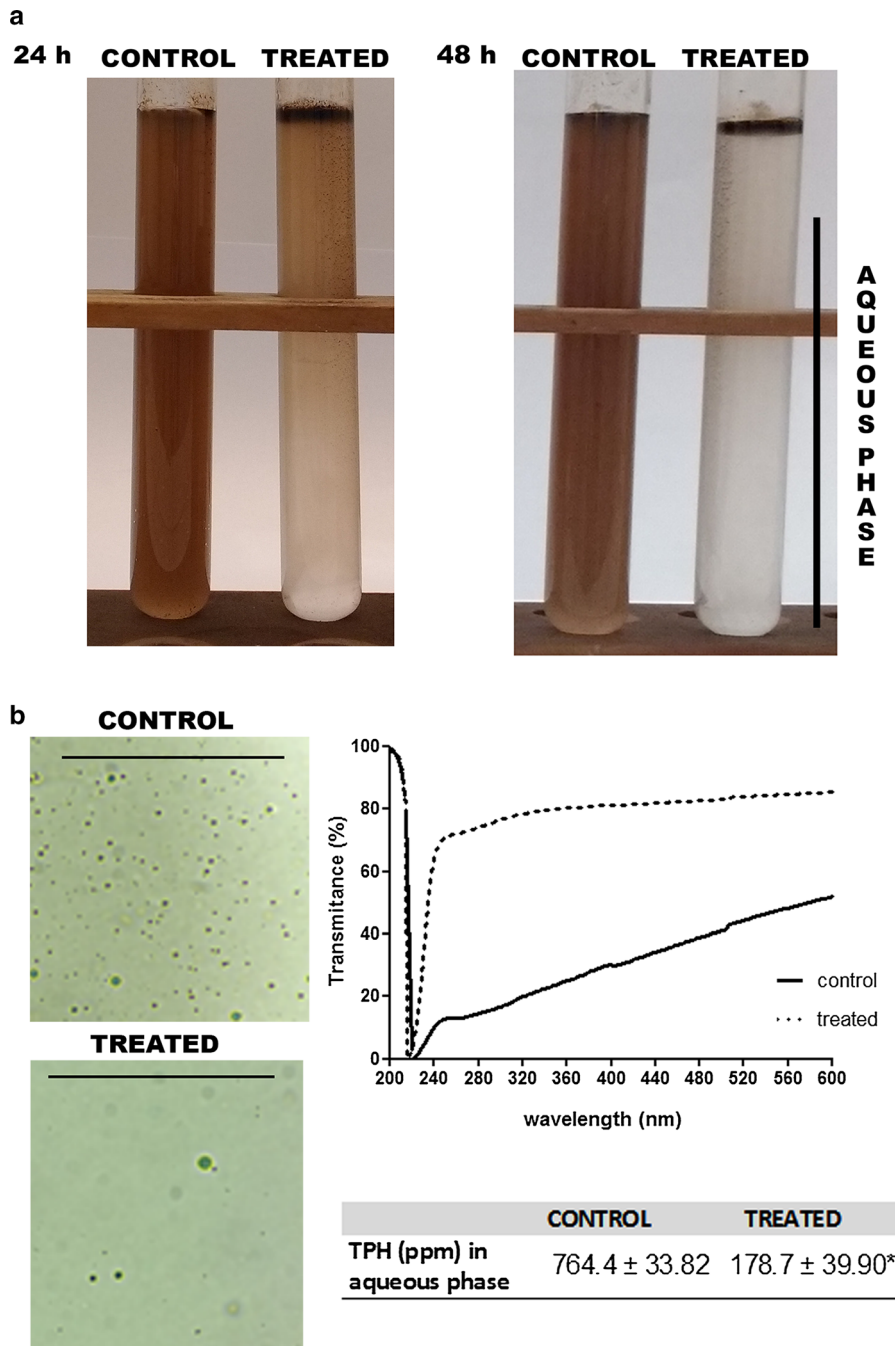 a
24 h CONTROL TREATED
48 h CONTROL TREATED
AQUEOUS PHASE
b
CONTROL
TREATED
Transmitance (%)
100
80
60
40
20
0
200 240 280 320 360 400 440 480 520 560 600
wavelength (nm)
control
treated
CONTROL TREATED
TPH (ppm) in
aqueous phase
764.4 ± 33.82 178.7 ± 39.90*